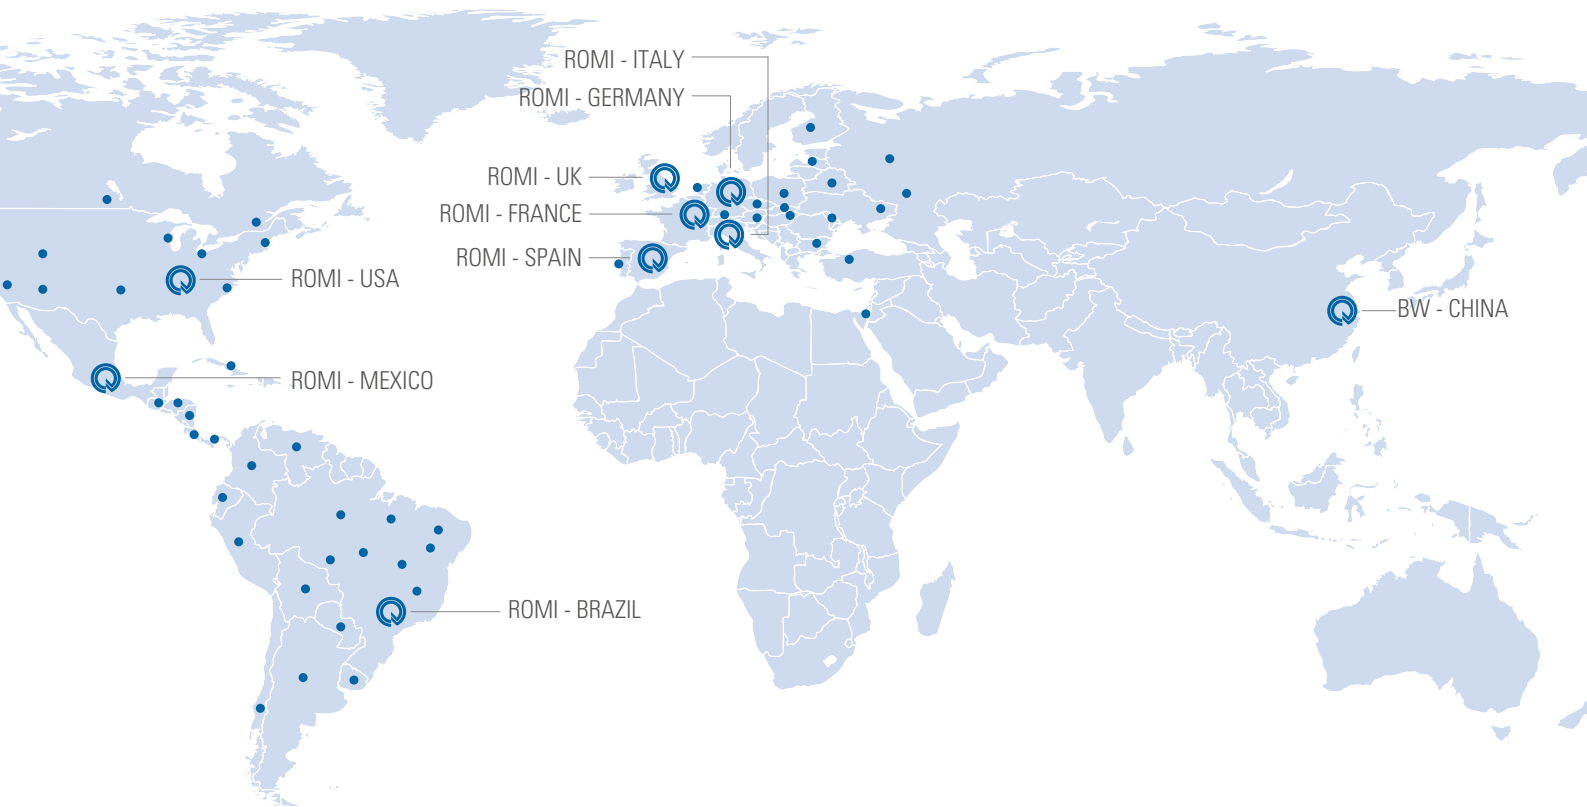 ROMI - ITALY
ROMI - GERMANY
ROMI - UK
ROMI - FRANCE
ROMI - SPAIN
ROMI - USA
BW - CHINA
ROMI - MEXICO
ROMI - BRAZIL